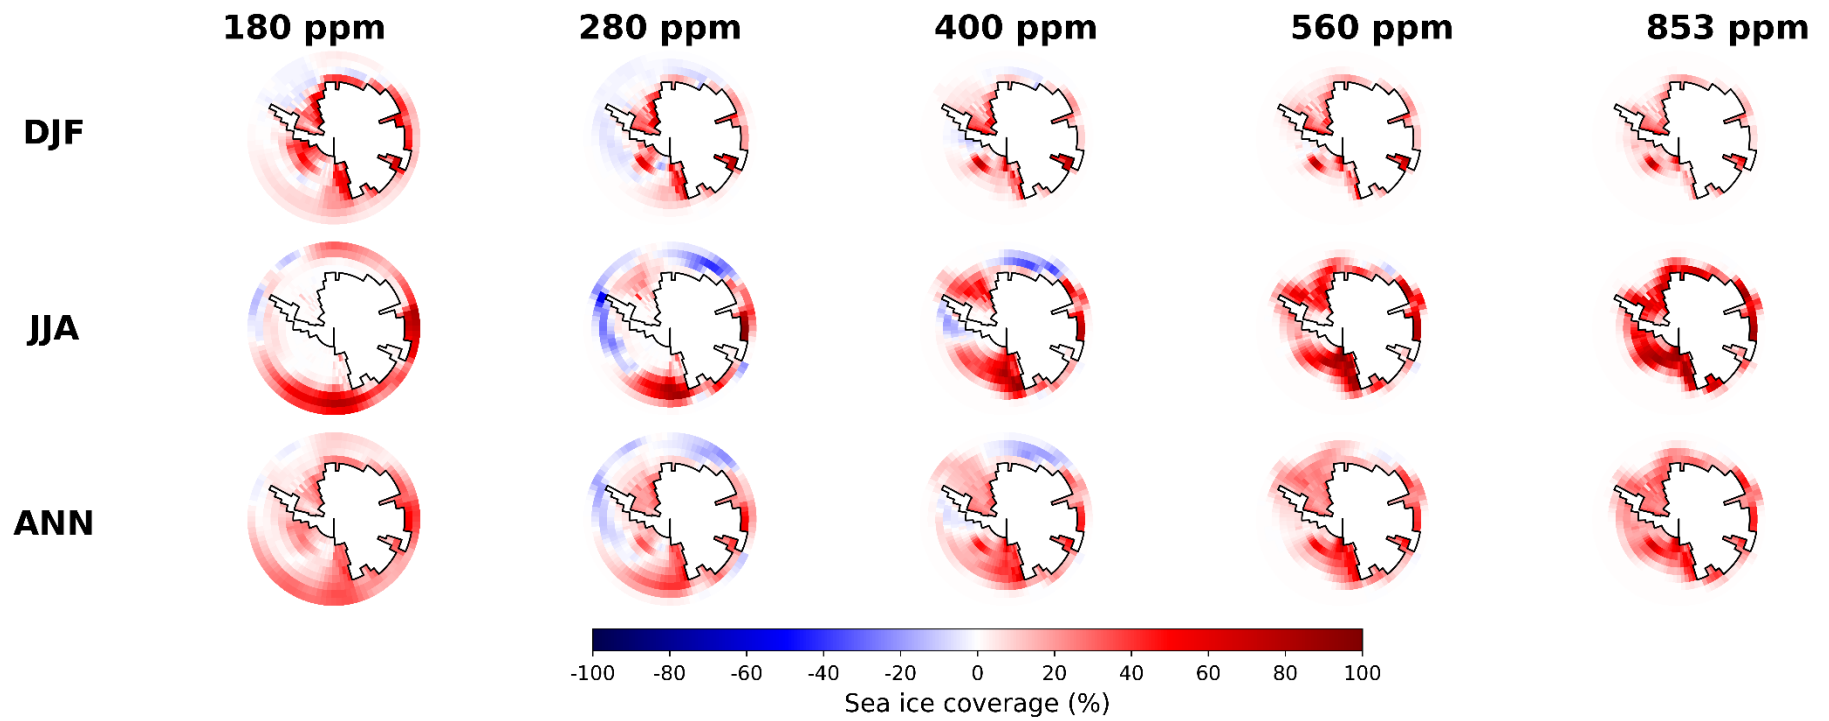 180 ppm 280 ppm 400 ppm 560 ppm 853 ppm
DJF
JJA
ANN
-100 -80 -60 -40 -20 0 20 40 60 80 100
Sea ice coverage (%)